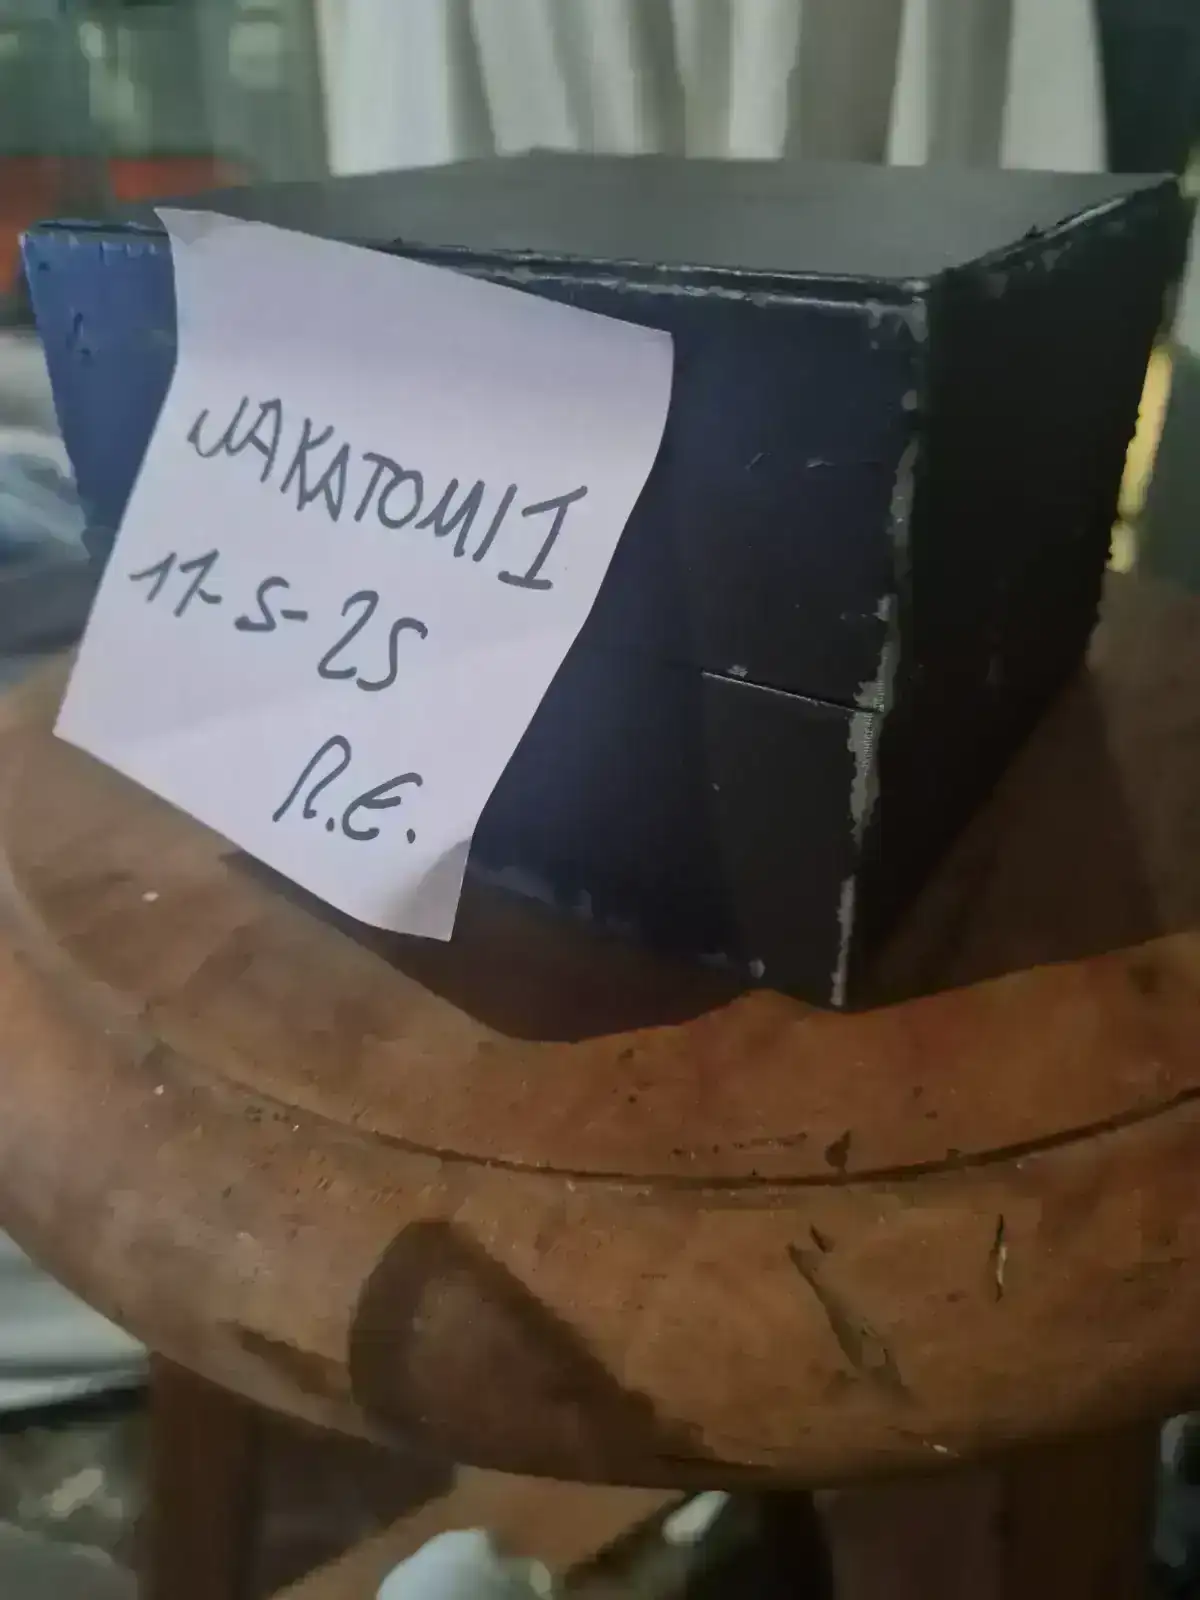 NAKATOMI I
17-5-25
R.E.